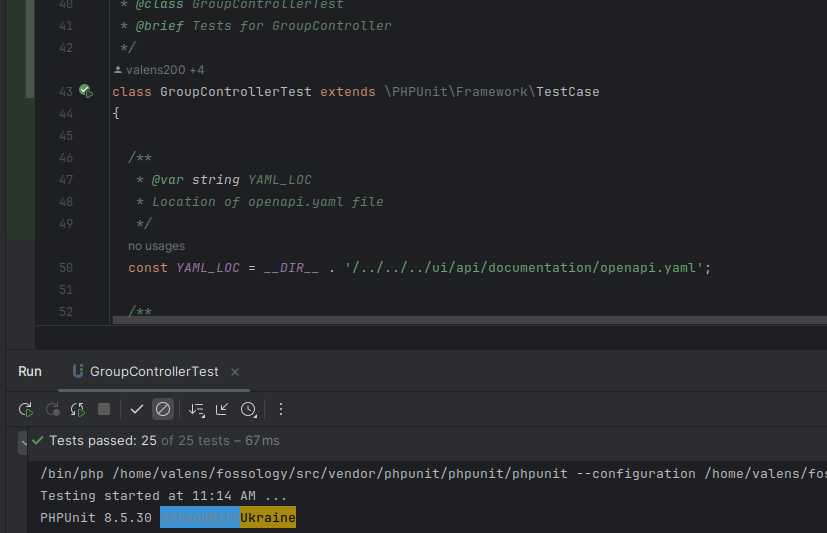 40 * @class GroupControllerTest
41 * @brief Tests for GroupController
42 */
valens200 +4
43 class GroupControllerTest extends \PHPUnit\Framework\TestCase
44 {
45
46 /**
47 * @var string YAML_LOC
48 * Location of openapi.yaml file
49 */
no usages
50 const YAML_LOC = __DIR__ . '/../../../ui/api/documentation/openapi.yaml';
51
52 /**
Run GroupControllerTest
Tests passed: 25 of 25 tests – 67 ms
/bin/php /home/valens/fossology/src/vendor/phpunit/phpunit/phpunit --configuration /home/valens/foss
Testing started at 11:14 AM ...
PHPUnit 8.5.30 #StandWithUkraine